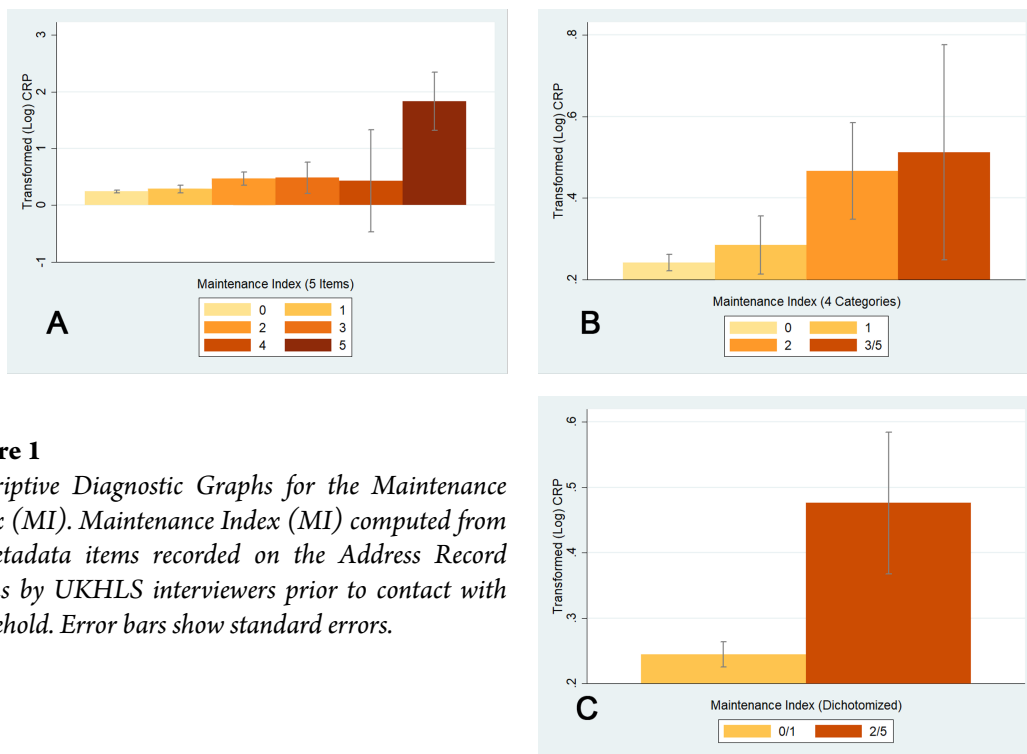 3
2
1
0
-1
Transformed (Log) CRP
Maintenance Index (5 Items)
0 1
2 3
4 5
A
.8
.6
.4
.2
Transformed (Log) CRP
Maintenance Index (4 Categories)
0 1
2 3/5
B
re 1
riptive Diagnostic Graphs for the Maintenance
x (MI). Maintenance Index (MI) computed from
etadata items recorded on the Address Record
s by UKHLS interviewers prior to contact with
ehold. Error bars show standard errors.
.6
.5
.4
.3
.2
Transformed (Log) CRP
Maintenance Index (Dichotomized)
0/1 2/5
C